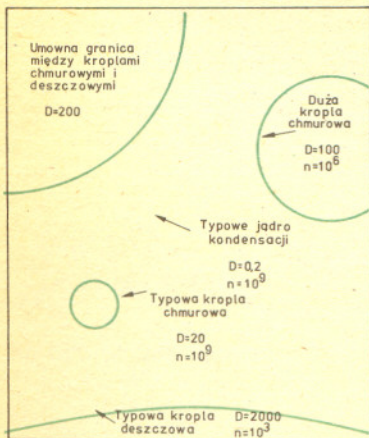 Umowna granica
między kroplami
chmurowymi i
deszczowymi
D=200
Duża
kropla
chmurowa
D=100
n=10⁶
Typowe jądro
kondensacji
D=0,2
n=10⁹
Typowa kropla
chmurowa
D=20
n=10⁹
Typowa kropla
deszczowa
D=2000
n=10³